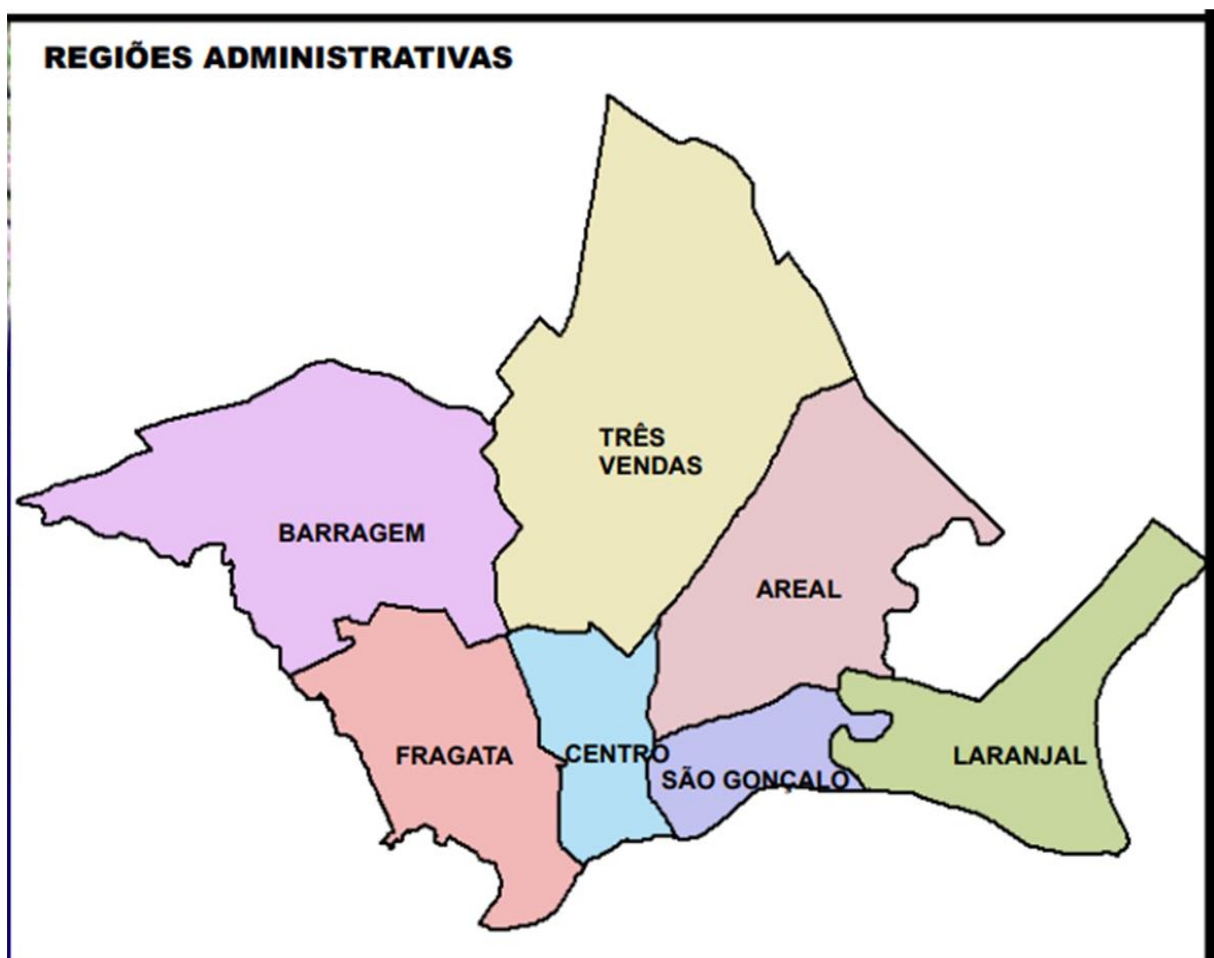 REGIÕES ADMINISTRATIVAS
TRÊS
VENDAS
BARRAGEM
AREAL
FRAGATA
CENTRO
LARANJAL
SÃO GONÇALO